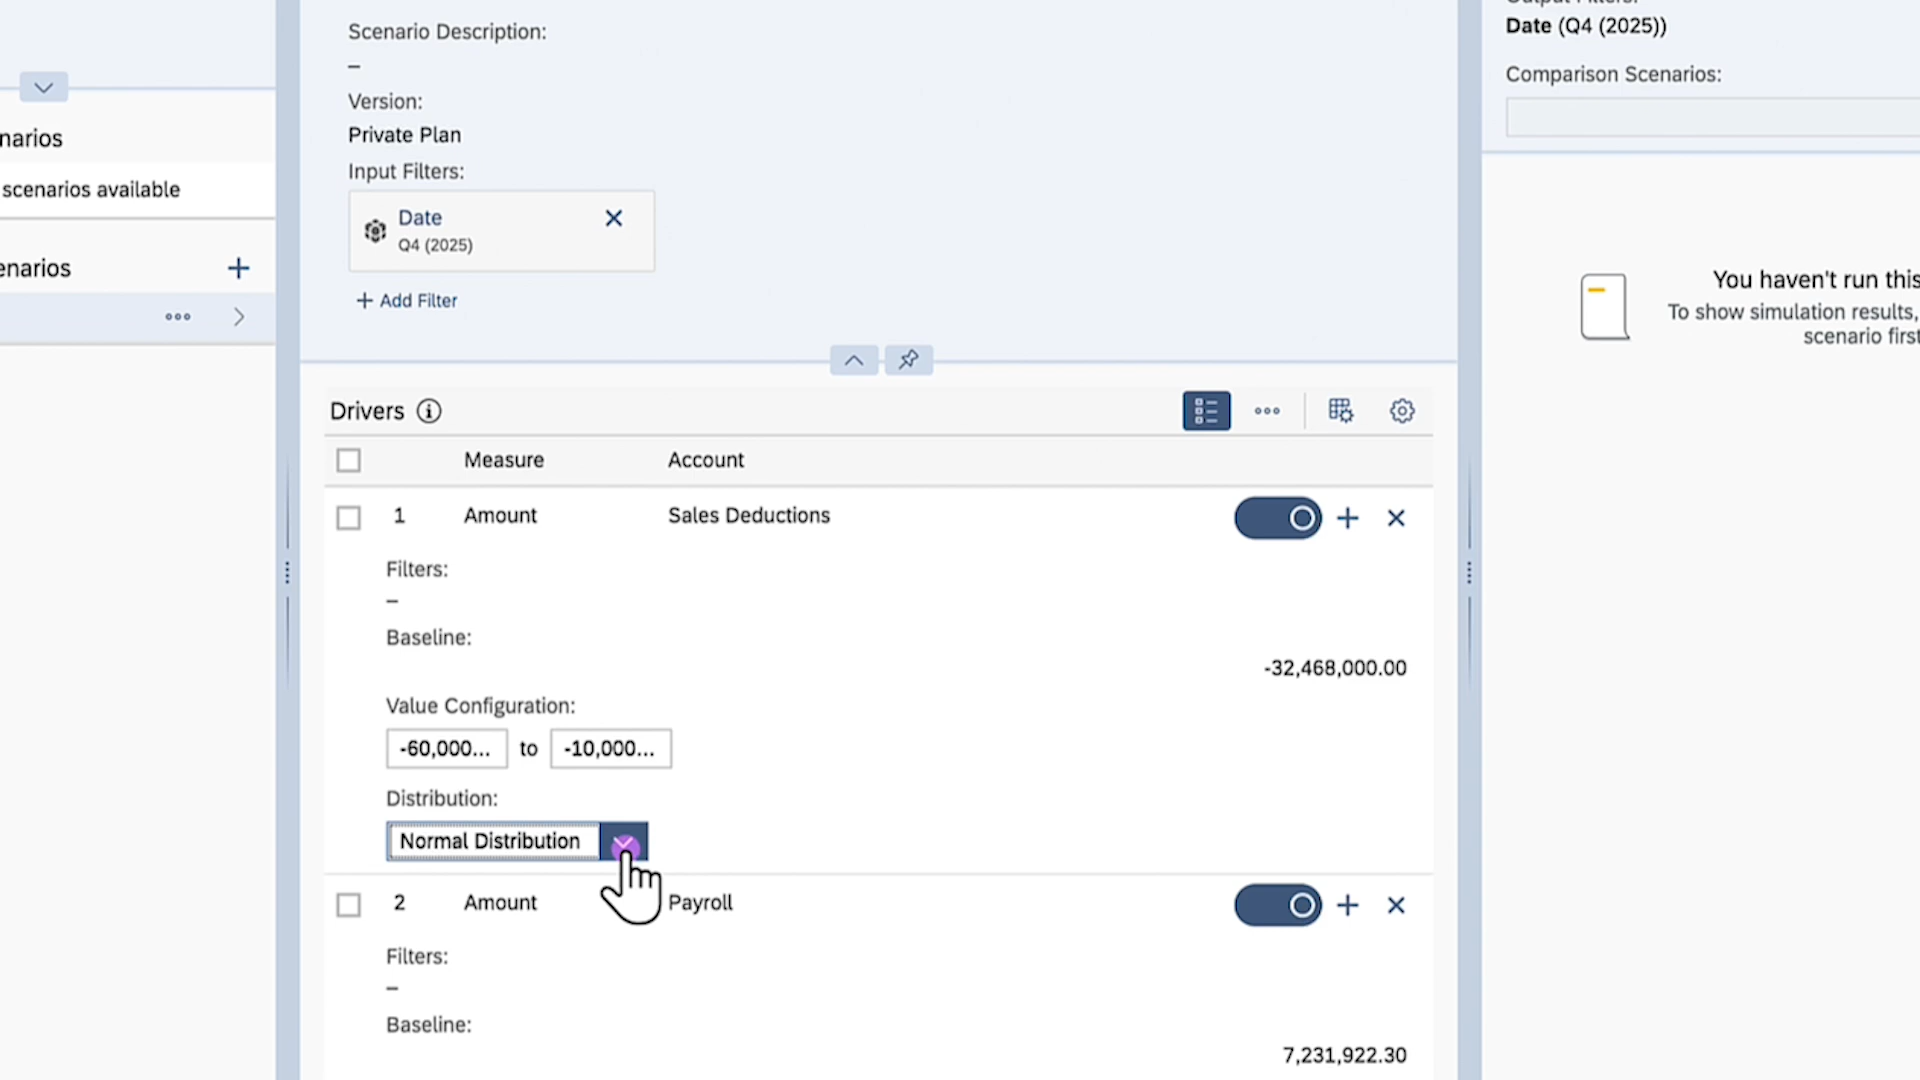 narios
scenarios available
enarios
Scenario Description:
–
Version:
Private Plan
Input Filters:
Date
Q4 (2025)
Add Filter
Drivers
Measure Account
1 Amount Sales Deductions
Filters:
–
Baseline:
-32,468,000.00
Value Configuration:
-60,000... to -10,000...
Distribution:
Normal Distribution
2 Amount Payroll
Filters:
–
Baseline:
7,231,922.30
Output Filters:
Date (Q4 (2025))
Comparison Scenarios:
You haven't run this
To show simulation results,
scenario first